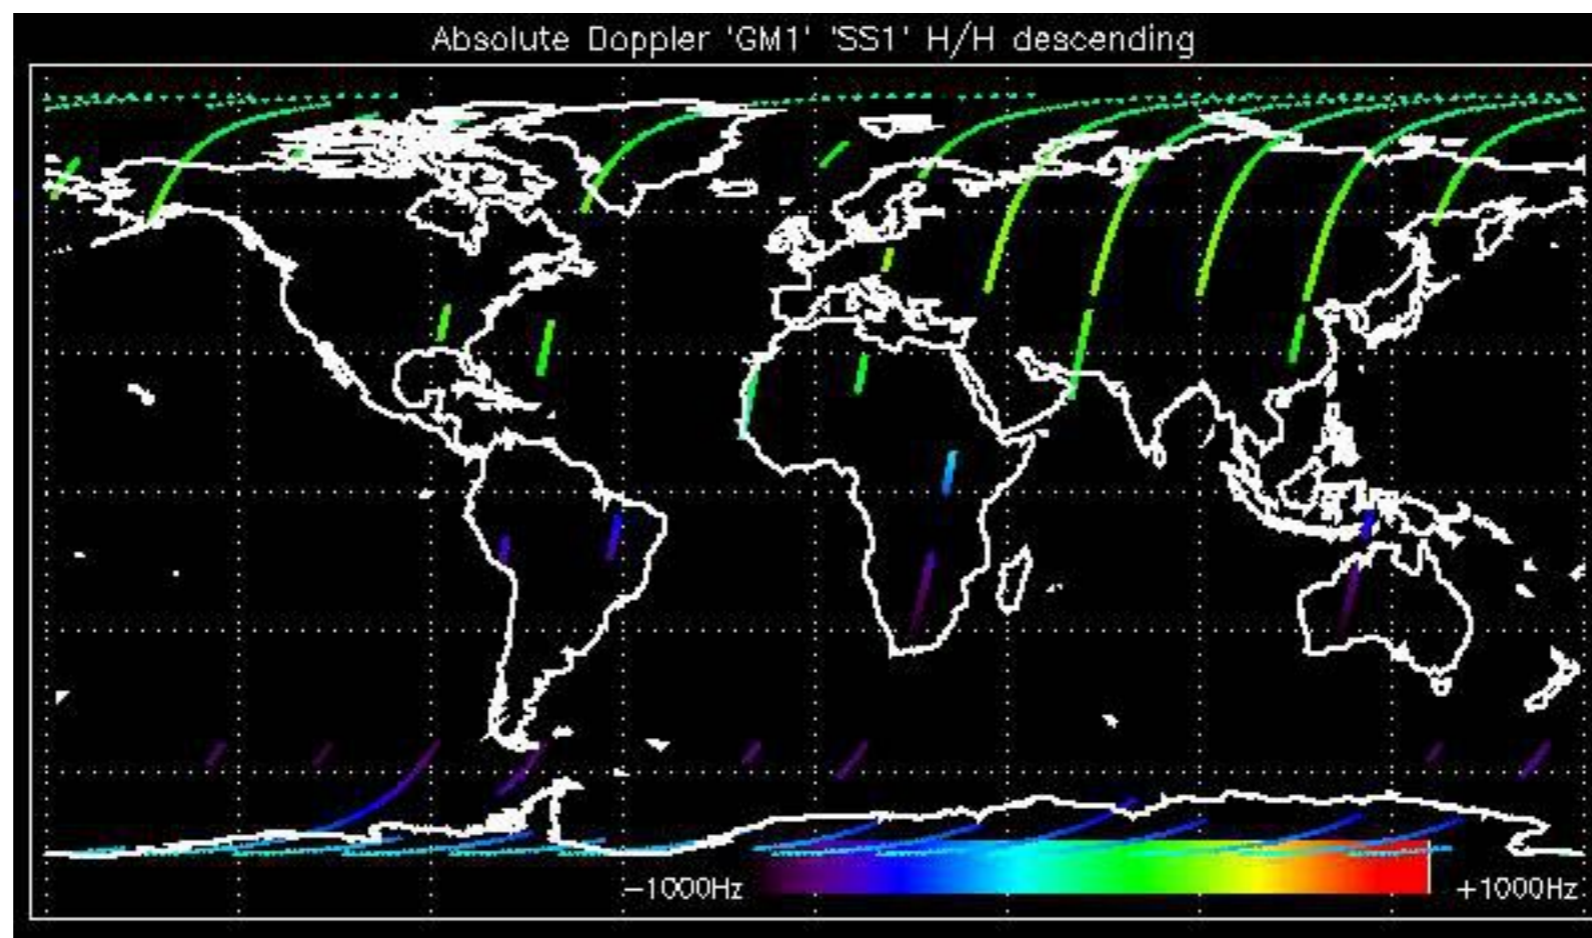 Absolute Doppler 'GM1' 'SS1' H/H descending
-1000Hz
+1000Hz